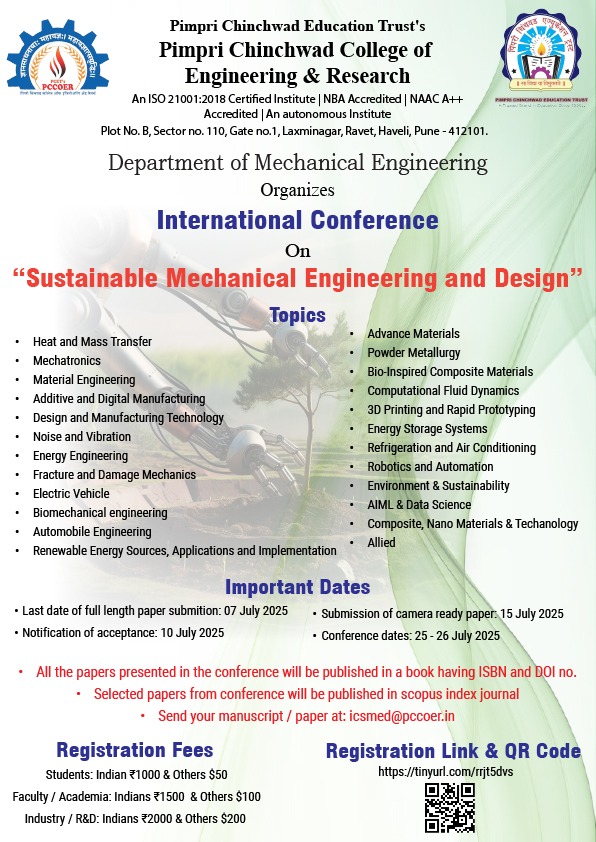 Pimpri Chinchwad Education Trust's
Pimpri Chinchwad College of
Engineering & Research
An ISO 21001:2018 Certified Institute | NBA Accredited | NAAC A++
Accredited | An autonomous Institute
Plot No. B, Sector no. 110, Gate no.1, Laxminagar, Ravet, Haveli, Pune - 412101.
PCET's
PCCOER
PIMPRI CHINCHWAD EDUCATION TRUST
Department of Mechanical Engineering
Organizes
International Conference
On
“Sustainable Mechanical Engineering and Design”
Topics
• Heat and Mass Transfer
• Mechatronics
• Material Engineering
• Additive and Digital Manufacturing
• Design and Manufacturing Technology
• Noise and Vibration
• Energy Engineering
• Fracture and Damage Mechanics
• Electric Vehicle
• Biomechanical engineering
• Automobile Engineering
• Renewable Energy Sources, Applications and Implementation
• Advance Materials
• Powder Metallurgy
• Bio-Inspired Composite Materials
• Computational Fluid Dynamics
• 3D Printing and Rapid Prototyping
• Energy Storage Systems
• Refrigeration and Air Conditioning
• Robotics and Automation
• Environment & Sustainability
• AIML & Data Science
• Composite, Nano Materials & Techanology
• Allied
Important Dates
• Last date of full length paper submition: 07 July 2025
• Notification of acceptance: 10 July 2025
• Submission of camera ready paper: 15 July 2025
• Conference dates: 25 - 26 July 2025
• All the papers presented in the conference will be published in a book having ISBN and DOI no.
• Selected papers from conference will be published in scopus index journal
• Send your manuscript / paper at: icsmed@pccoer.in
Registration Fees
Students: Indian ₹1000 & Others $50
Faculty / Academia: Indians ₹1500 & Others $100
Industry / R&D: Indians ₹2000 & Others $200
Registration Link & QR Code
https://tinyurl.com/rrjt5dvs